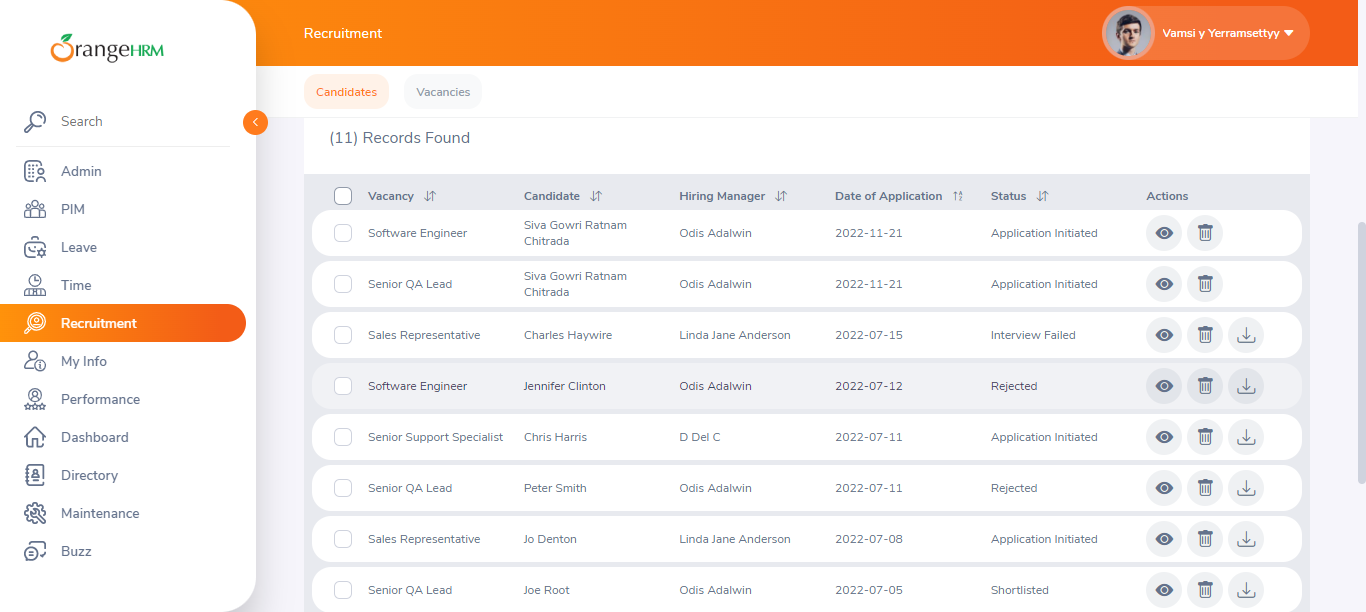 OrangeHRM
Recruitment
Vamsi y Yerramsettyy
Candidates
Vacancies
Search
Admin
PIM
Leave
Time
Recruitment
My Info
Performance
Dashboard
Directory
Maintenance
Buzz
(11) Records Found
Vacancy Candidate Hiring Manager Date of Application Status Actions
Software Engineer Siva Gowri Ratnam Odis Adalwin 2022-11-21 Application Initiated
Chitrada
Senior QA Lead Siva Gowri Ratnam Odis Adalwin 2022-11-21 Application Initiated
Chitrada
Sales Representative Charles Haywire Linda Jane Anderson 2022-07-15 Interview Failed
Software Engineer Jennifer Clinton Odis Adalwin 2022-07-12 Rejected
Senior Support Specialist Chris Harris D Del C 2022-07-11 Application Initiated
Senior QA Lead Peter Smith Odis Adalwin 2022-07-11 Rejected
Sales Representative Jo Denton Linda Jane Anderson 2022-07-08 Application Initiated
Senior QA Lead Joe Root Odis Adalwin 2022-07-05 Shortlisted